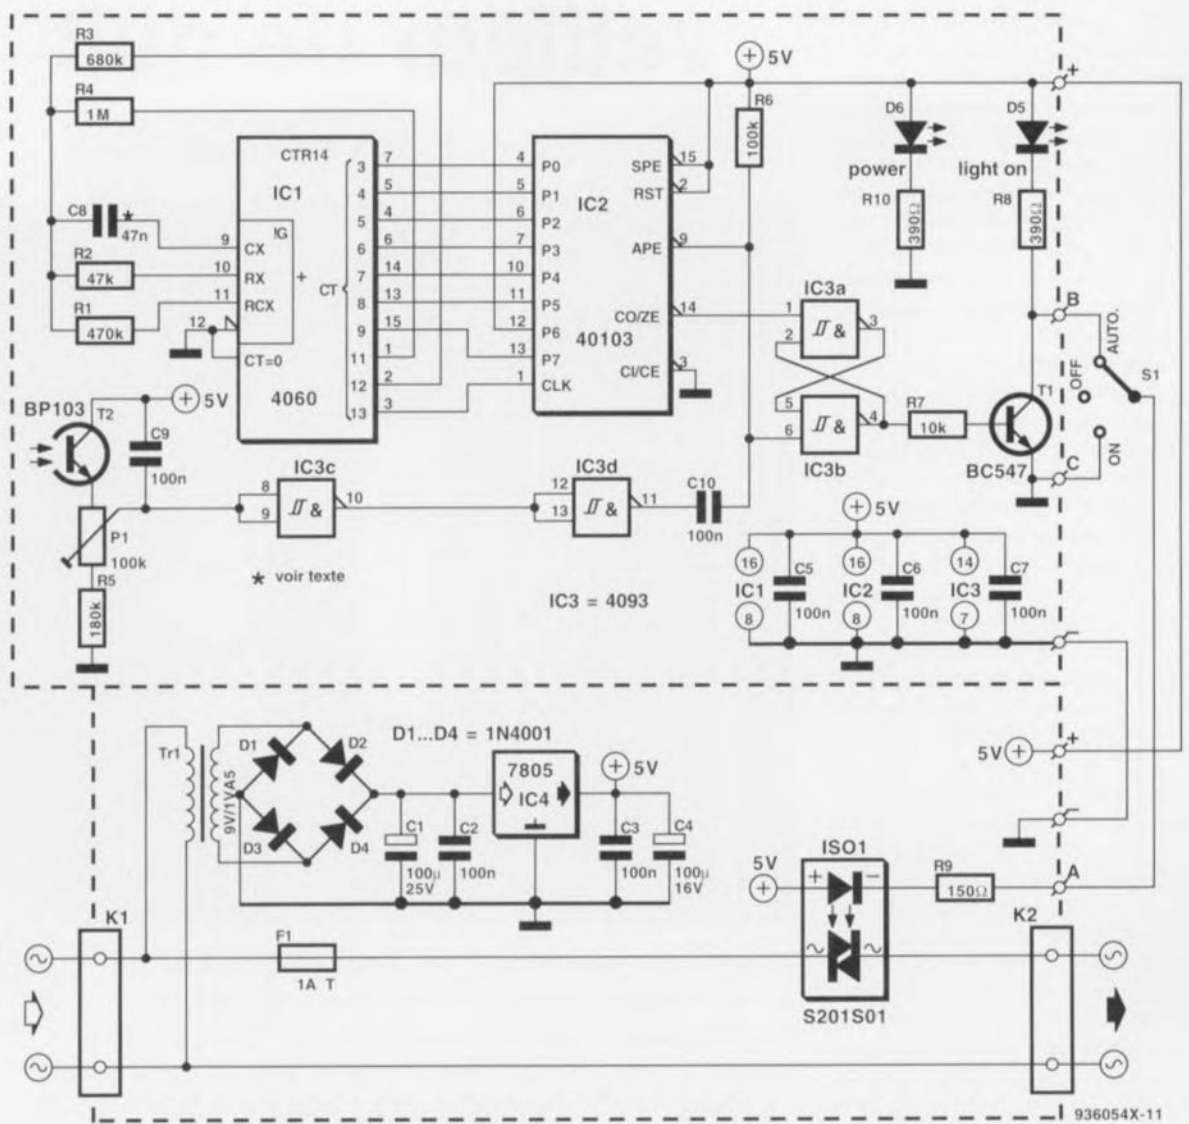 R3
680k
R4
1M
C8
*
47n
R2
47k
R1
470k
CTR14
IC1
!G
+
CX
RX
RCX
CT=0
CT
4060
9
10
11
12
3
4
5
6
7
8
9
11
12
13
7
5
4
6
14
13
15
1
2
3
4
5
6
7
10
11
12
13
1
P0
P1
P2
P3
P4
P5
P6
P7
CLK
IC2
40103
SPE
RST
APE
CO/ZE
CI/CE
15
2
9
14
3
5V
R6
100k
D6
power
R10
390Ω
D5
light on
R8
390Ω
+
B
AUTO.
OFF
S1
ON
C
IC3a
1
2
3
&
IC3b
5
6
4
&
R7
10k
T1
BC547
BP103
T2
5V
C9
100n
P1
100k
R5
180k
IC3c
8
9
10
&
IC3d
12
13
11
&
C10
100n
* voir texte
IC3 = 4093
5V
16
IC1
8
C5
100n
16
IC2
8
C6
100n
14
IC3
7
C7
100n
−
Tr1
9V/1VA5
D1
D2
D3
D4
D1...D4 = 1N4001
C1
100µ
25V
C2
100n
7805
IC4
5V
C3
100n
C4
100µ
16V
5V
+
−
ISO1
5V
+
−
R9
150Ω
A
S201S01
K1
F1
1A T
K2
936054X-11